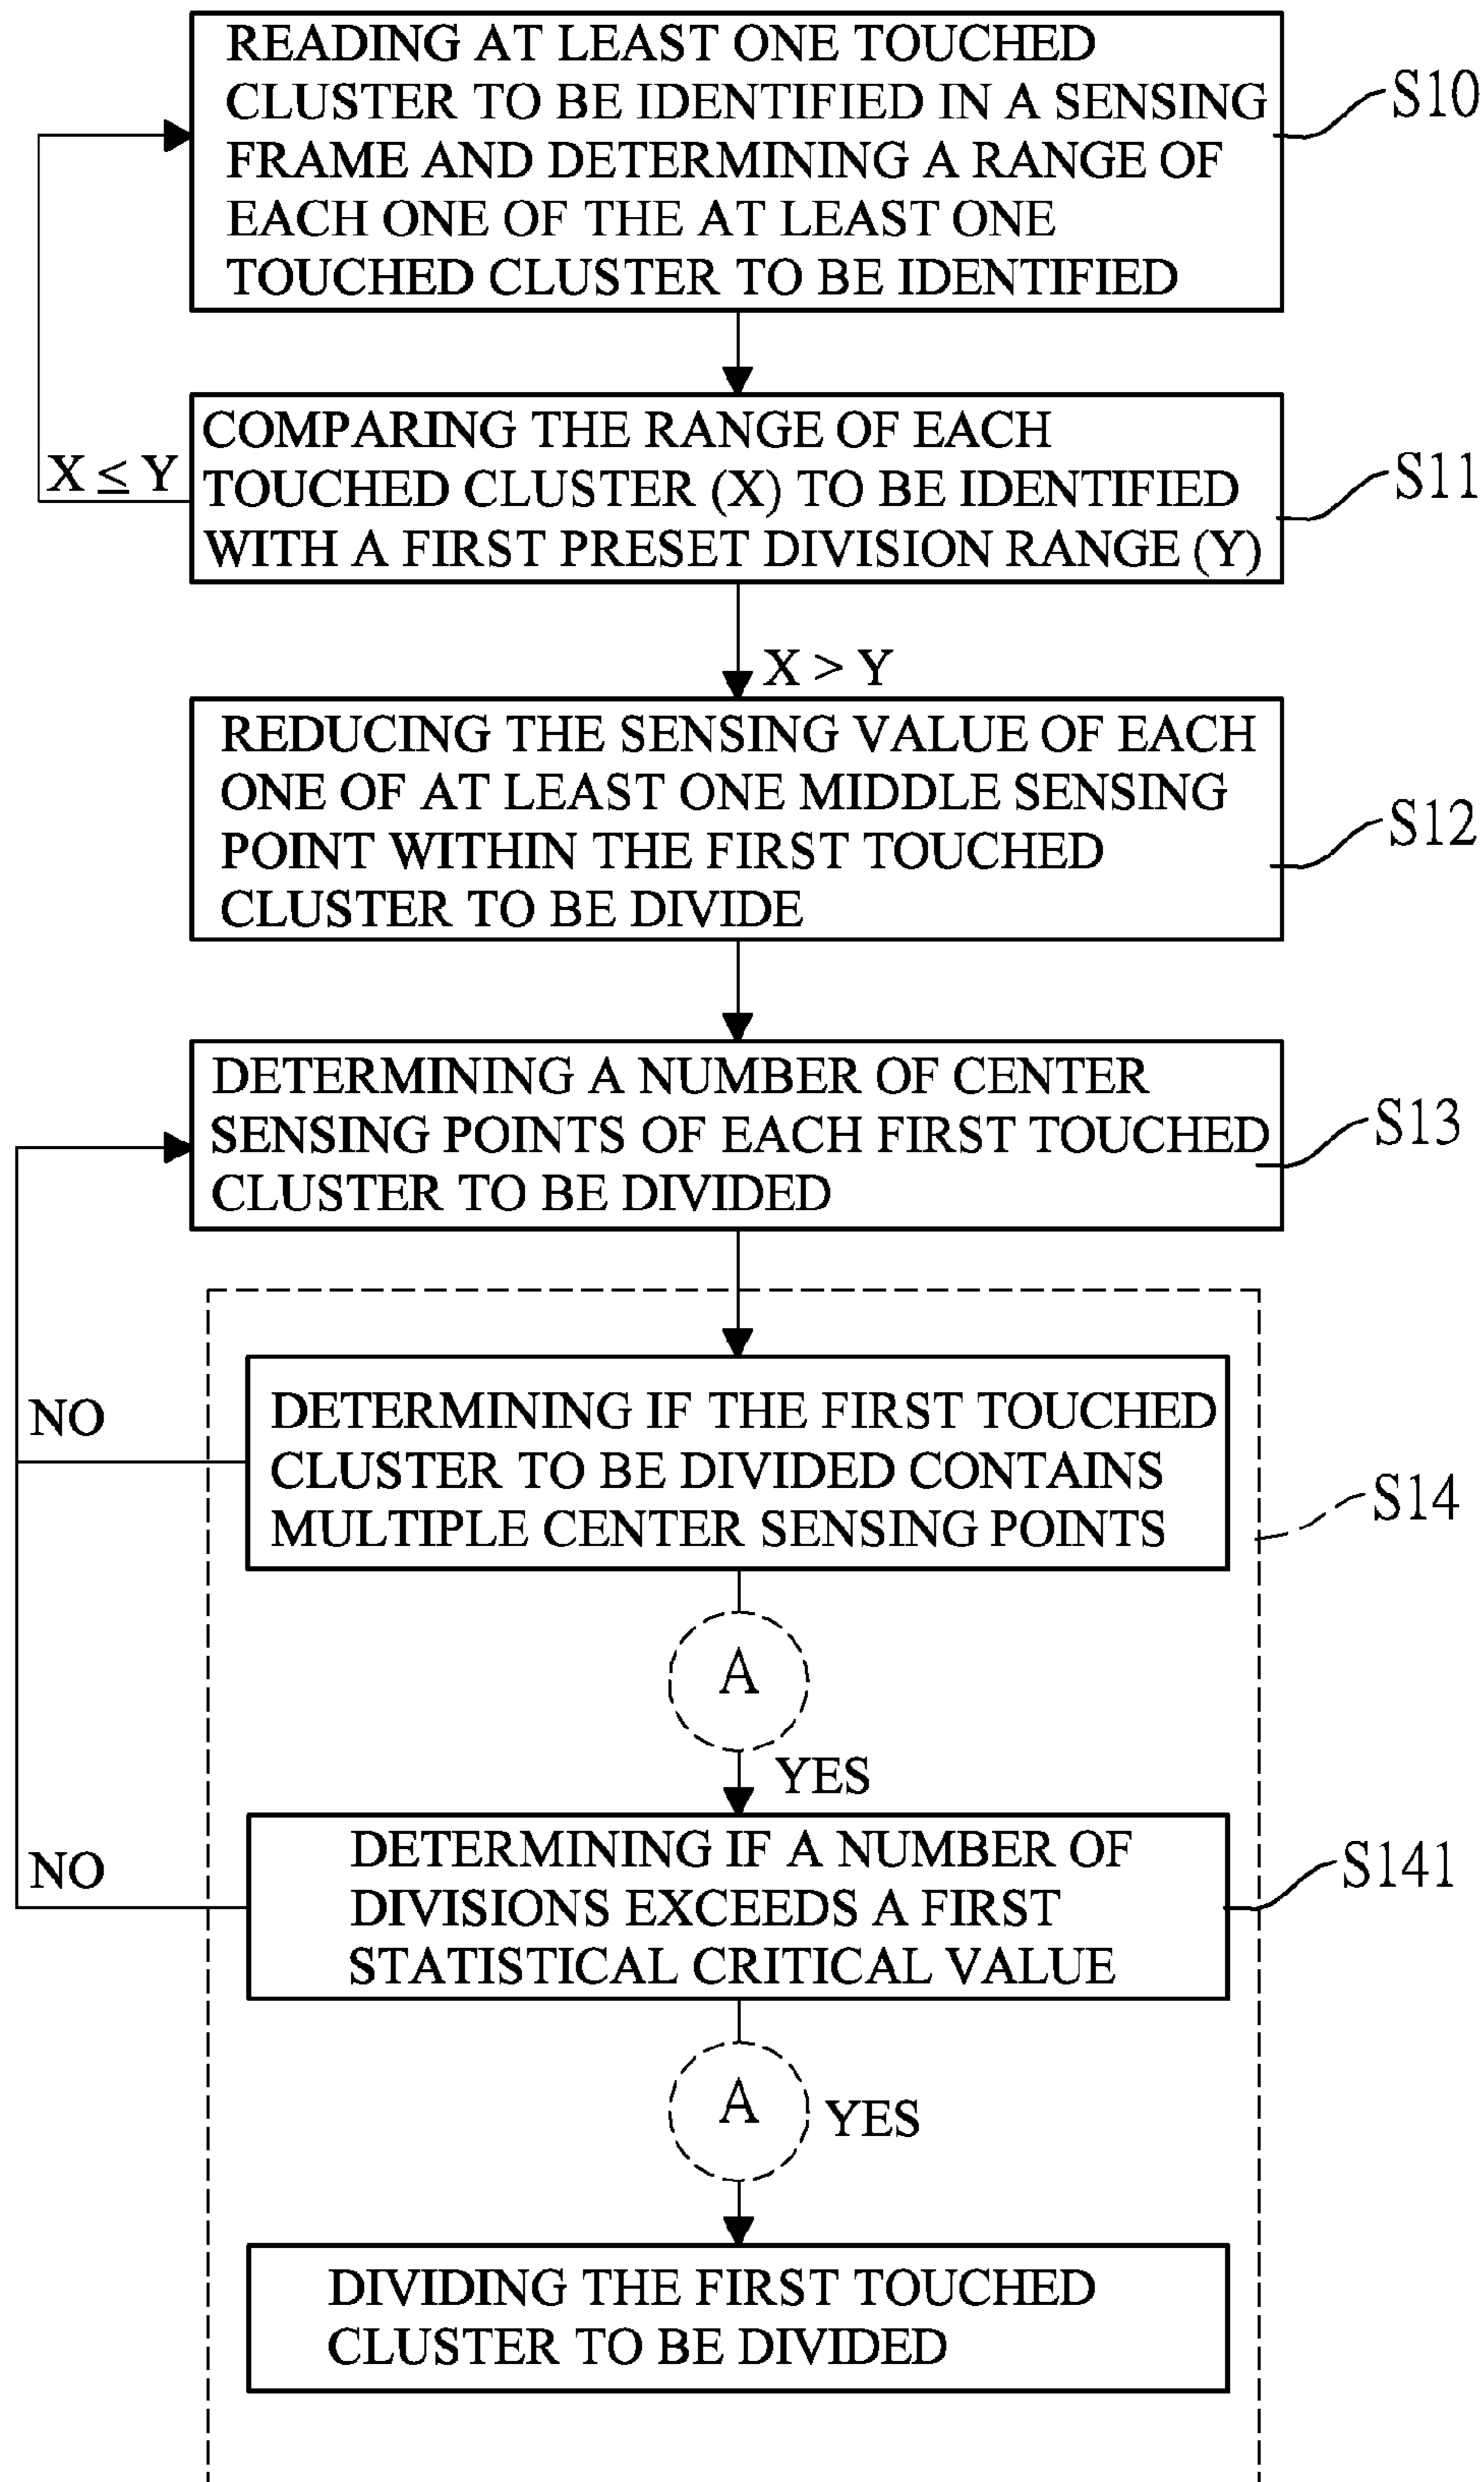 READING AT LEAST ONE TOUCHED
CLUSTER TO BE IDENTIFIED IN A SENSING
FRAME AND DETERMINING A RANGE OF
EACH ONE OF THE AT LEAST ONE
TOUCHED CLUSTER TO BE IDENTIFIED
S10
COMPARING THE RANGE OF EACH
TOUCHED CLUSTER (X) TO BE IDENTIFIED
WITH A FIRST PRESET DIVISION RANGE (Y)
S11
X ≤ Y
X > Y
REDUCING THE SENSING VALUE OF EACH
ONE OF AT LEAST ONE MIDDLE SENSING
POINT WITHIN THE FIRST TOUCHED
CLUSTER TO BE DIVIDE
S12
DETERMINING A NUMBER OF CENTER
SENSING POINTS OF EACH FIRST TOUCHED
CLUSTER TO BE DIVIDED
S13
DETERMINING IF THE FIRST TOUCHED
CLUSTER TO BE DIVIDED CONTAINS
MULTIPLE CENTER SENSING POINTS
NO
S14
A
YES
DETERMINING IF A NUMBER OF
DIVISIONS EXCEEDS A FIRST
STATISTICAL CRITICAL VALUE
NO
S141
A
YES
DIVIDING THE FIRST TOUCHED
CLUSTER TO BE DIVIDED